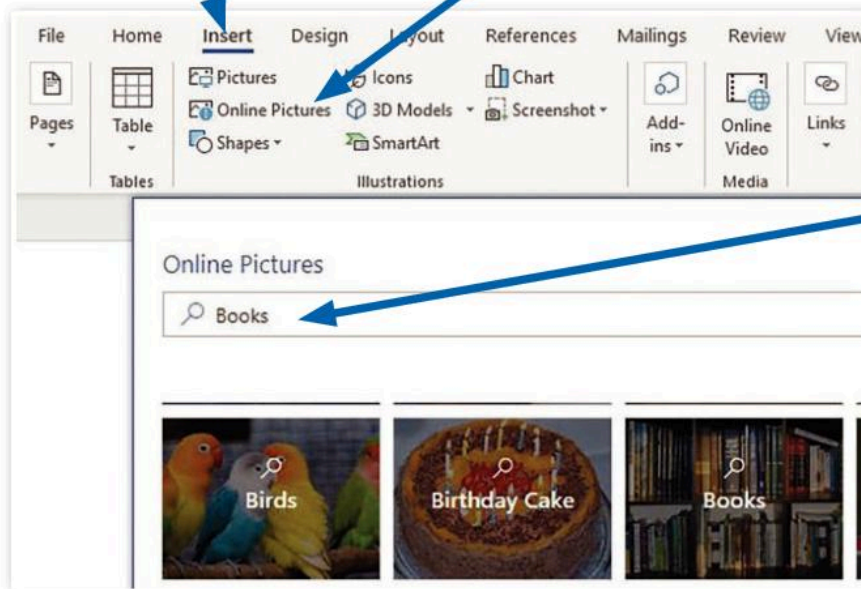 File Home Insert Design Layout References Mailings Review View
Pictures Icons Chart
Online Pictures 3D Models Screenshot
Shapes SmartArt
Pages
Table
Add-
ins
Online
Video
Links
Tables Illustrations Media
Online Pictures
Books
Birds Birthday Cake Books